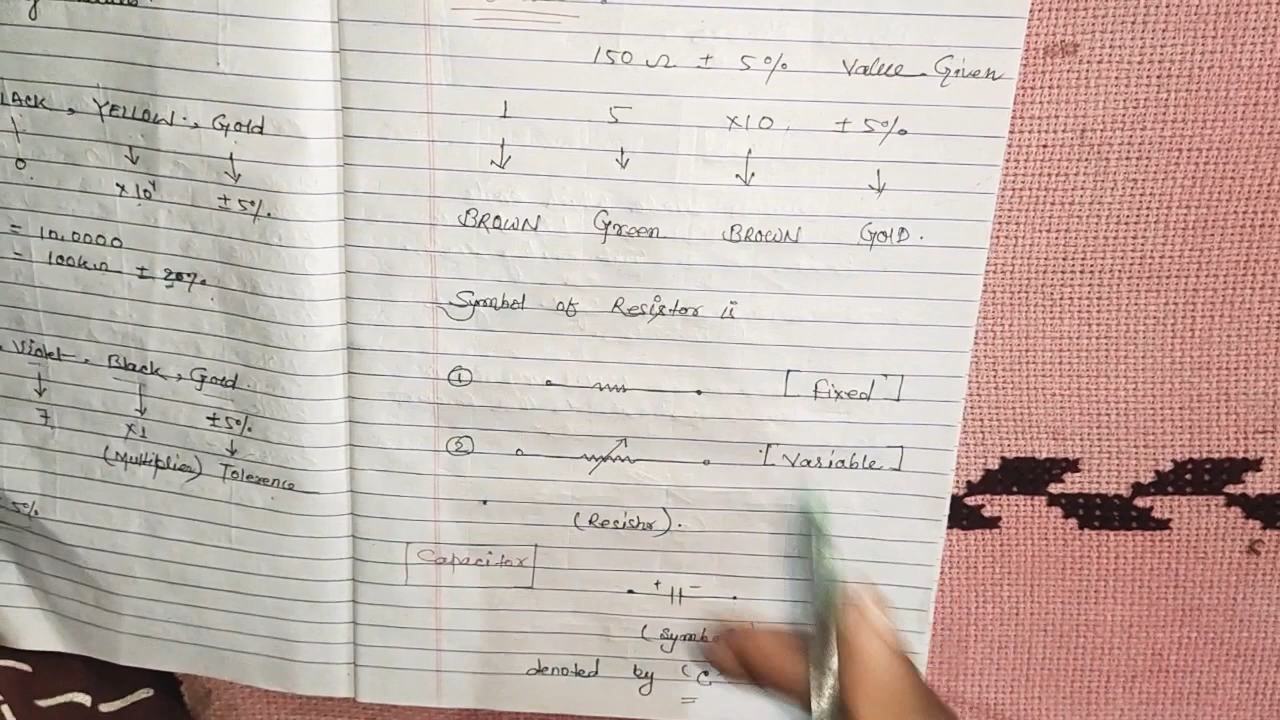 YELLOW, Gold
0
×10⁴ ±5%
= 10,0000
= 100kΩ ± 20%
Violet, Black, Gold
7 ×1 ±5%
(Multiplier) Tolerence
5%
150 Ω ± 5% Value Given
1 5 ×10 ±5%
BROWN Green BROWN GOLD.
Symbol of Resistor is
① [fixed]
② [Variable]
(Resistor).
Capacitor
+ -
denoted by (C